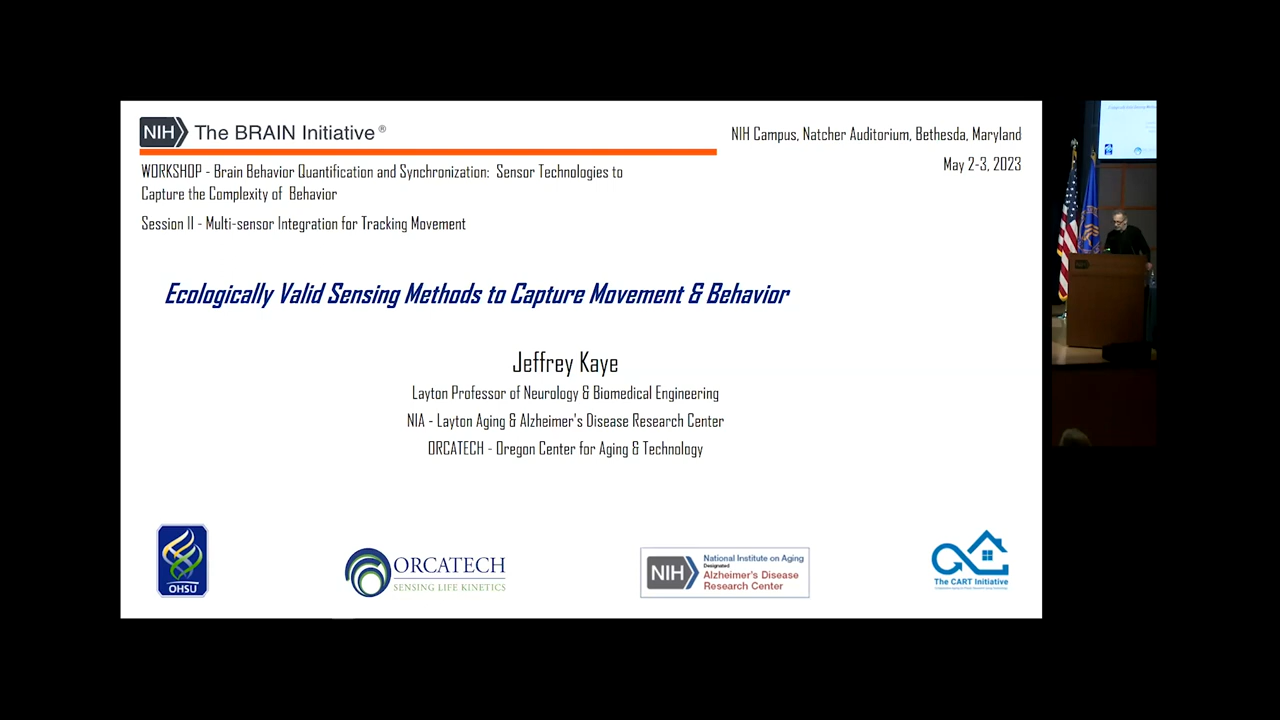 NIH The BRAIN Initiative®
NIH Campus, Natcher Auditorium, Bethesda, Maryland
May 2-3, 2023
WORKSHOP - Brain Behavior Quantification and Synchronization: Sensor Technologies to
Capture the Complexity of Behavior
Session II - Multi-sensor Integration for Tracking Movement
Ecologically Valid Sensing Methods to Capture Movement & Behavior
Jeffrey Kaye
Layton Professor of Neurology & Biomedical Engineering
NIA - Layton Aging & Alzheimer's Disease Research Center
ORCATECH - Oregon Center for Aging & Technology
OHSU
ORCATECH
SENSING LIFE KINETICS
NIH
National Institute on Aging
Designated
Alzheimer's Disease
Research Center
The CART Initiative